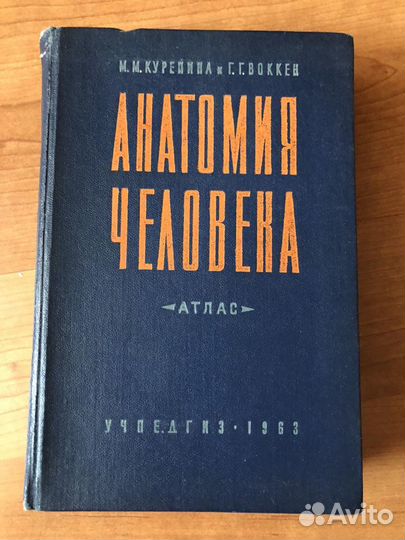 М. М. КУРЕПИНА и Г. Г. ВОККЕН
АНАТОМИЯ
ЧЕЛОВЕКА
АТЛАС
УЧПЕДГИЗ · 1963
Avito